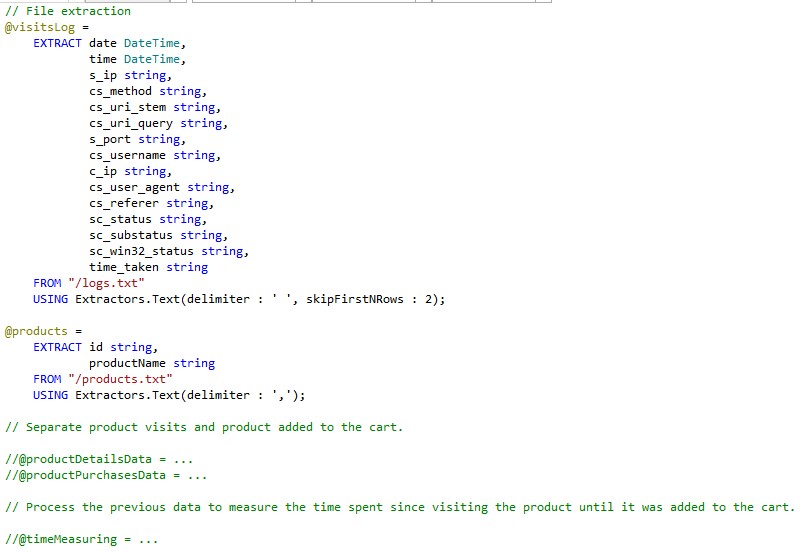 // File extraction
@visitsLog =
    EXTRACT date DateTime,
            time DateTime,
            s_ip string,
            cs_method string,
            cs_uri_stem string,
            cs_uri_query string,
            s_port string,
            cs_username string,
            c_ip string,
            cs_user_agent string,
            cs_referer string,
            sc_status string,
            sc_substatus string,
            sc_win32_status string,
            time_taken string
    FROM "/logs.txt"
    USING Extractors.Text(delimiter : ' ', skipFirstNRows : 2);

@products =
    EXTRACT id string,
            productName string
    FROM "/products.txt"
    USING Extractors.Text(delimiter : ',');

// Separate product visits and product added to the cart.

//@productDetailsData = ...
//@productPurchasesData = ...

// Process the previous data to measure the time spent since visiting the product until it was added to the cart.

//@timeMeasuring = ...